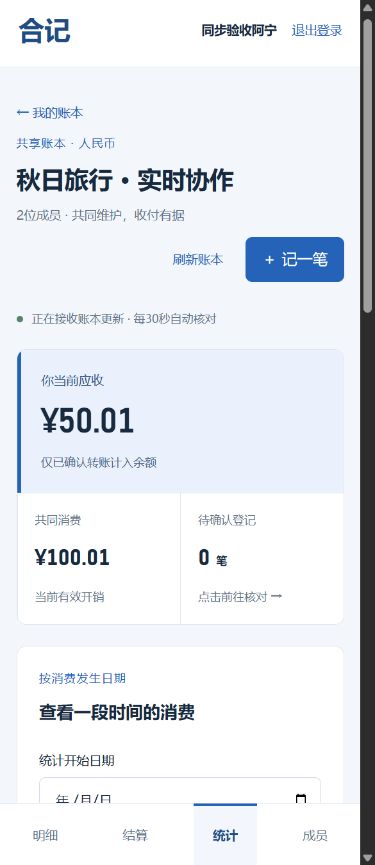 合记
同步验收阿宁 退出登录
← 我的账本
共享账本 · 人民币
秋日旅行 · 实时协作
2位成员 · 共同维护，收付有据
刷新账本 + 记一笔
正在接收账本更新 · 每30秒自动核对
你当前应收
¥50.01
仅已确认转账计入余额
共同消费 待确认登记
¥100.01 0 笔
当前有效开销 点击前往核对 →
按消费发生日期
查看一段时间的消费
统计开始日期
年 /月/日
明细 结算 统计 成员